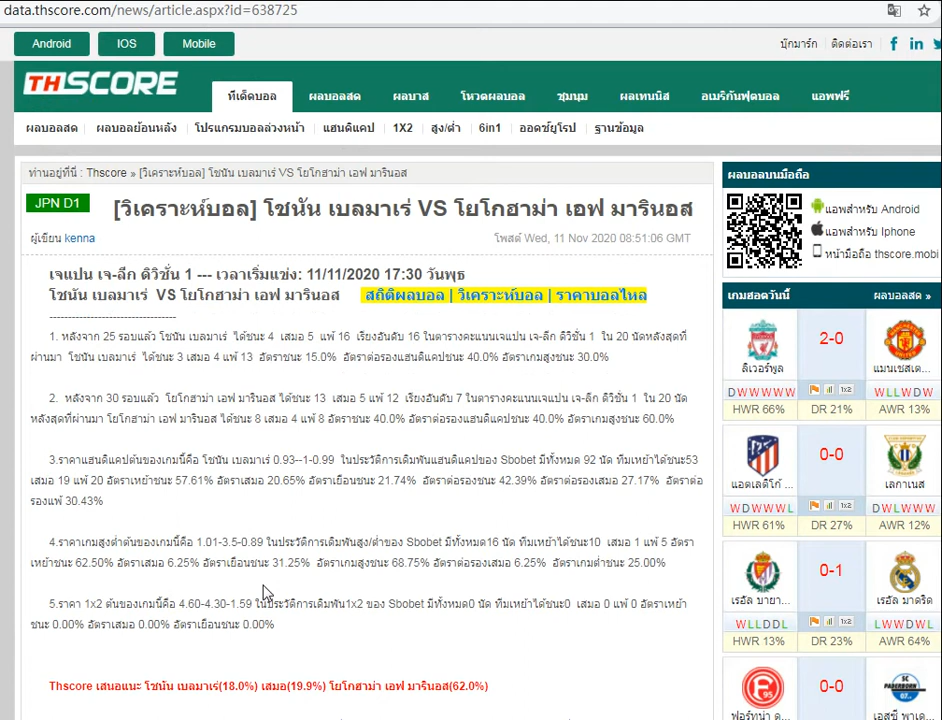 data.thscore.com/news/article.aspx?id=638725
Android IOS Mobile บุ๊กมาร์ก ติดต่อเรา
THSCORE
ทีเด็ดบอล ผลบอลสด ผลบาส โหวตผลบอล ชุมนุม ผลเทนนิส อเมริกันฟุตบอล แอพฟรี
ผลบอลสด ผลบอลย้อนหลัง โปรแกรมบอลล่วงหน้า แฮนดิแคป 1X2 สูง/ต่ำ 6in1 ออดซ์ยุโรป ฐานข้อมูล
ท่านอยู่ที่นี่ : Thscore » [วิเคราะห์บอล] โชนัน เบลมาเร่ VS โยโกฮาม่า เอฟ มารินอส
JPN D1
[วิเคราะห์บอล] โชนัน เบลมาเร่ VS โยโกฮาม่า เอฟ มารินอส
ผู้เขียน kenna
โพสต์ Wed, 11 Nov 2020 08:51:06 GMT
เจแปน เจ-ลีก ดิวิชั่น 1 --- เวลาเริ่มแข่ง: 11/11/2020 17:30 วันพุธ
โชนัน เบลมาเร่ VS โยโกฮาม่า เอฟ มารินอส สถิติผลบอล | วิเคราะห์บอล | ราคาบอลไหล
----------------------------
1. หลังจาก 25 รอบแล้ว โชนัน เบลมาเร่ ได้ชนะ 4 เสมอ 5 แพ้ 16 เรียงอันดับ 16 ในตารางคะแนนเจแปน เจ-ลีก ดิวิชั่น 1 ใน 20 นัดหลังสุดที่
ผ่านมา โชนัน เบลมาเร่ ได้ชนะ 3 เสมอ 4 แพ้ 13 อัตราชนะ 15.0% อัตราต่อรองแฮนดิแคปชนะ 40.0% อัตราเกมสูงชนะ 30.0%
2. หลังจาก 30 รอบแล้ว โยโกฮาม่า เอฟ มารินอส ได้ชนะ 13 เสมอ 5 แพ้ 12 เรียงอันดับ 7 ในตารางคะแนนเจแปน เจ-ลีก ดิวิชั่น 1 ใน 20 นัด
หลังสุดที่ผ่านมา โยโกฮาม่า เอฟ มารินอส ได้ชนะ 8 เสมอ 4 แพ้ 8 อัตราชนะ 40.0% อัตราต่อรองแฮนดิแคปชนะ 40.0% อัตราเกมสูงชนะ 60.0%
3.ราคาแฮนดิแคปต้นของเกมนี้คือ โชนัน เบลมาเร่ 0.93--1-0.99 ในประวัติการเดิมพันแฮนดิแคปของ Sbobet มีทั้งหมด 92 นัด ทีมเหย้าได้ชนะ53
เสมอ 19 แพ้ 20 อัตราเหย้าชนะ 57.61% อัตราเสมอ 20.65% อัตราเยือนชนะ 21.74% อัตราต่อรองชนะ 42.39% อัตราต่อรองเสมอ 27.17% อัตราต่อ
รองแพ้ 30.43%
4.ราคาเกมสูงต่ำต้นของเกมนี้คือ 1.01-3.5-0.89 ในประวัติการเดิมพันสูง/ต่ำของ Sbobet มีทั้งหมด16 นัด ทีมเหย้าได้ชนะ10 เสมอ 1 แพ้ 5 อัตรา
เหย้าชนะ 62.50% อัตราเสมอ 6.25% อัตราเยือนชนะ 31.25% อัตราเกมสูงชนะ 68.75% อัตราต่อรองเสมอ 6.25% อัตราเกมต่ำชนะ 25.00%
5.ราคา 1x2 ต้นของเกมนี้คือ 4.60-4.30-1.59 ในประวัติการเดิมพัน1x2 ของ Sbobet มีทั้งหมด0 นัด ทีมเหย้าได้ชนะ0 เสมอ 0 แพ้ 0 อัตราเหย้า
ชนะ 0.00% อัตราเสมอ 0.00% อัตราเยือนชนะ 0.00%
Thscore เสนอแนะ โชนัน เบลมาเร่(18.0%) เสมอ(19.9%) โยโกฮาม่า เอฟ มารินอส(62.0%)
ผลบอลบนมือถือ
แอพสำหรับ Android
แอพสำหรับ Iphone
หน้ามือถือ thscore.mobi
เกมฮอตวันนี้ ผลบอลสด »
2-0
ลิเวอร์พูล แมนเชสเต...
DWWWWW 1x2 WLLWDW
HWR 66% DR 21% AWR 13%
0-0
แอตเลติโก้ ... เลกาเนส
WDWWWL 1x2 DWLWWW
HWR 61% DR 27% AWR 12%
0-1
เรอัล บายา... เรอัล มาดริด
WLLDDL 1x2 LWWDWL
HWR 13% DR 23% AWR 64%
0-0
ฟอร์ทูน่า ด... เอสซี พาเด...